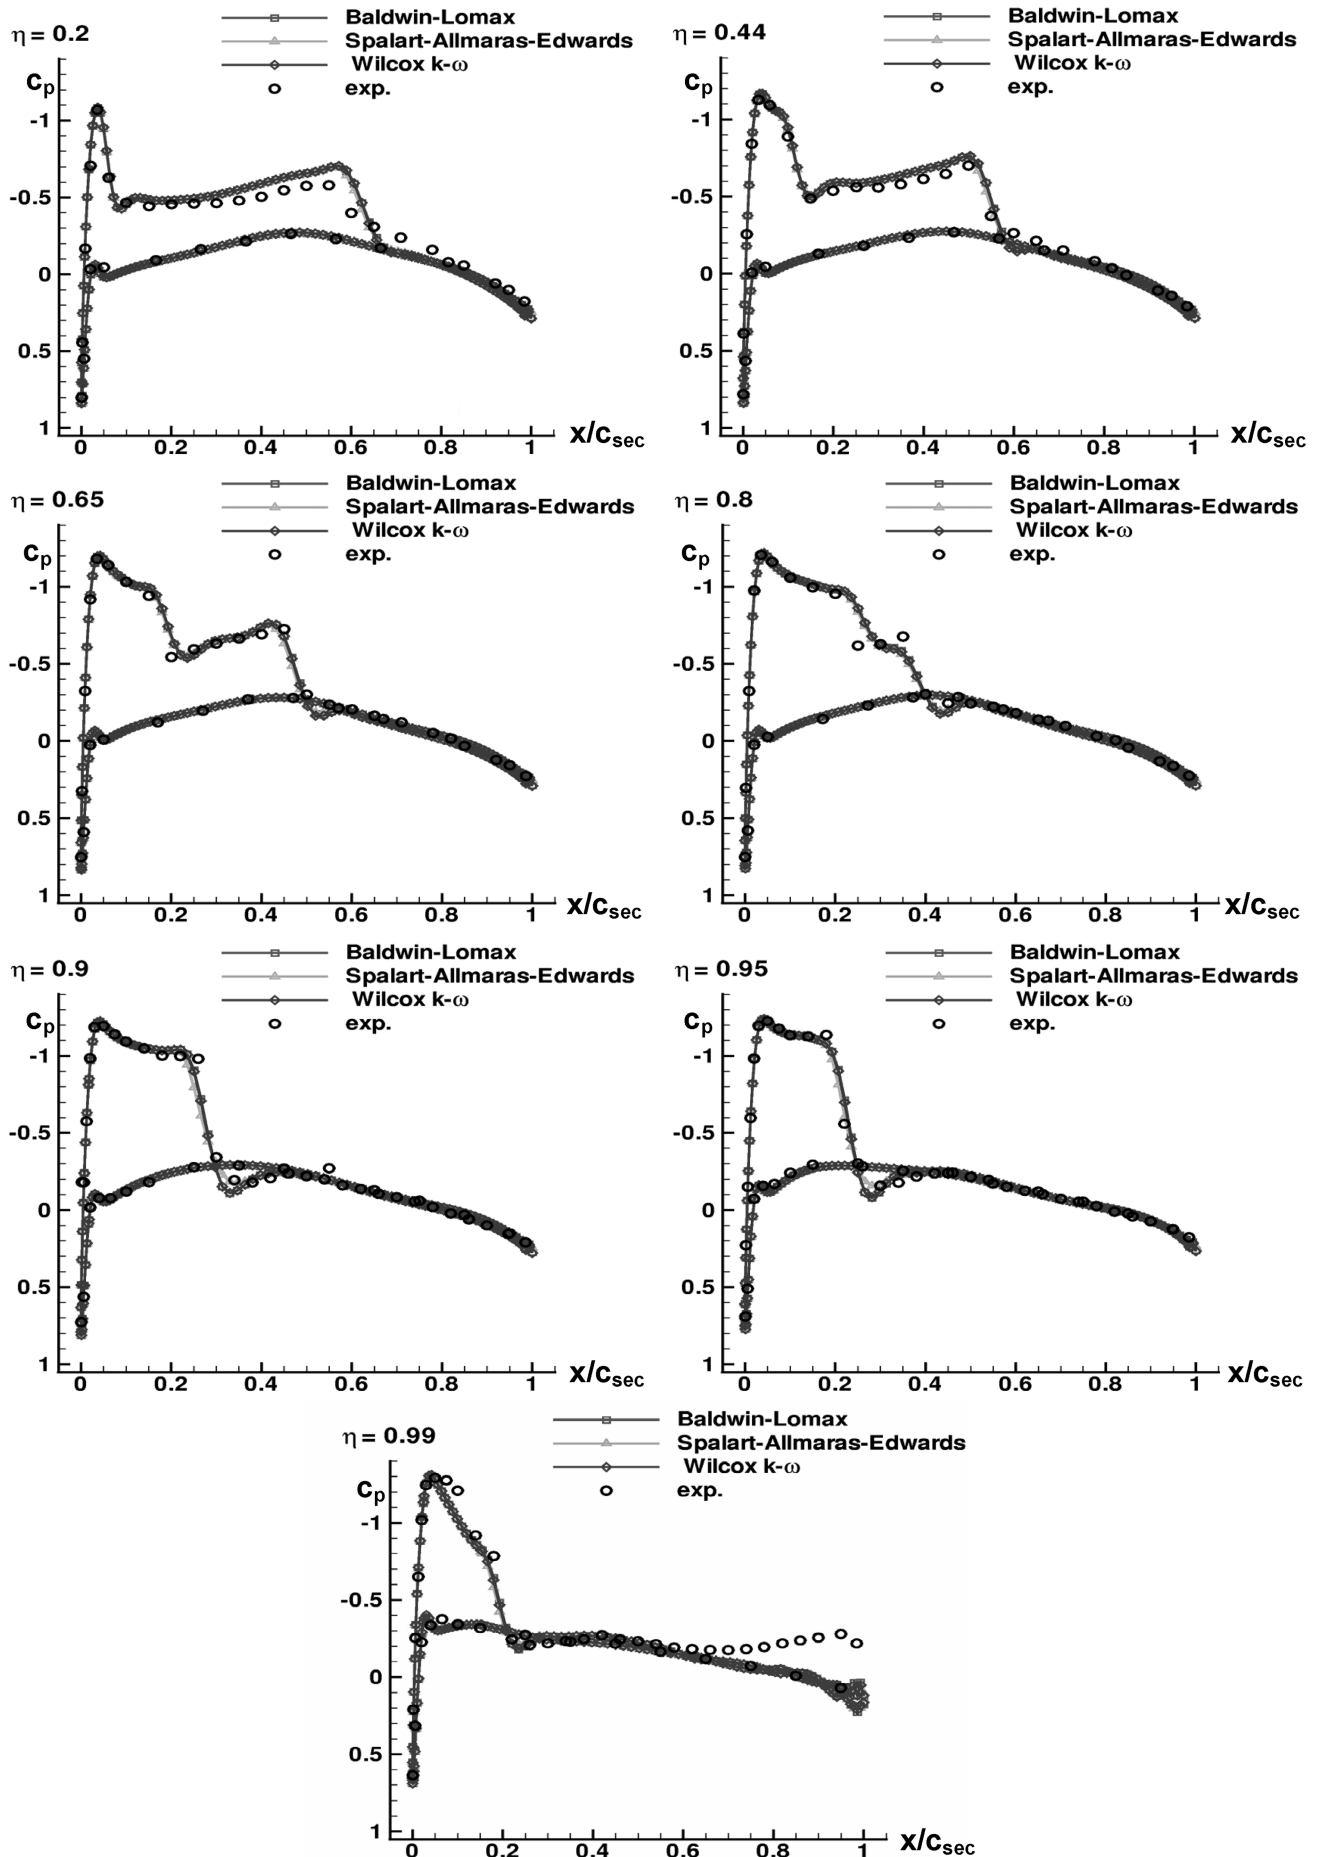 η = 0.2
Baldwin-Lomax
Spalart-Allmaras-Edwards
Wilcox k-ω
exp.
cp
-1
-0.5
0
0.5
1
0 0.2 0.4 0.6 0.8 1
x/csec
η = 0.44
Baldwin-Lomax
Spalart-Allmaras-Edwards
Wilcox k-ω
exp.
cp
-1
-0.5
0
0.5
1
0 0.2 0.4 0.6 0.8 1
x/csec
η = 0.65
Baldwin-Lomax
Spalart-Allmaras-Edwards
Wilcox k-ω
exp.
cp
-1
-0.5
0
0.5
1
0 0.2 0.4 0.6 0.8 1
x/csec
η = 0.8
Baldwin-Lomax
Spalart-Allmaras-Edwards
Wilcox k-ω
exp.
cp
-1
-0.5
0
0.5
1
0 0.2 0.4 0.6 0.8 1
x/csec
η = 0.9
Baldwin-Lomax
Spalart-Allmaras-Edwards
Wilcox k-ω
exp.
cp
-1
-0.5
0
0.5
1
0 0.2 0.4 0.6 0.8 1
x/csec
η = 0.95
Baldwin-Lomax
Spalart-Allmaras-Edwards
Wilcox k-ω
exp.
cp
-1
-0.5
0
0.5
1
0 0.2 0.4 0.6 0.8 1
x/csec
η = 0.99
Baldwin-Lomax
Spalart-Allmaras-Edwards
Wilcox k-ω
exp.
cp
-1
-0.5
0
0.5
1
0 0.2 0.4 0.6 0.8 1
x/csec